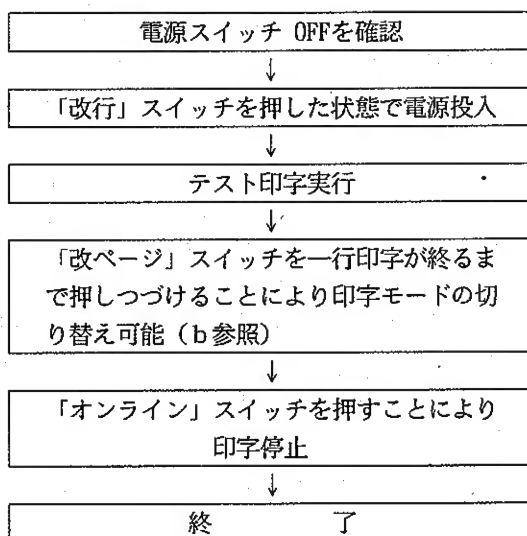 電源スイッチ OFFを確認
↓
「改行」スイッチを押した状態で電源投入
↓
テスト印字実行
↓
「改ページ」スイッチを一行印字が終るま
で押しつづけることにより印字モードの切
り替え可能（b参照）
↓
「オンライン」スイッチを押すことにより
印字停止
↓
終　　　了